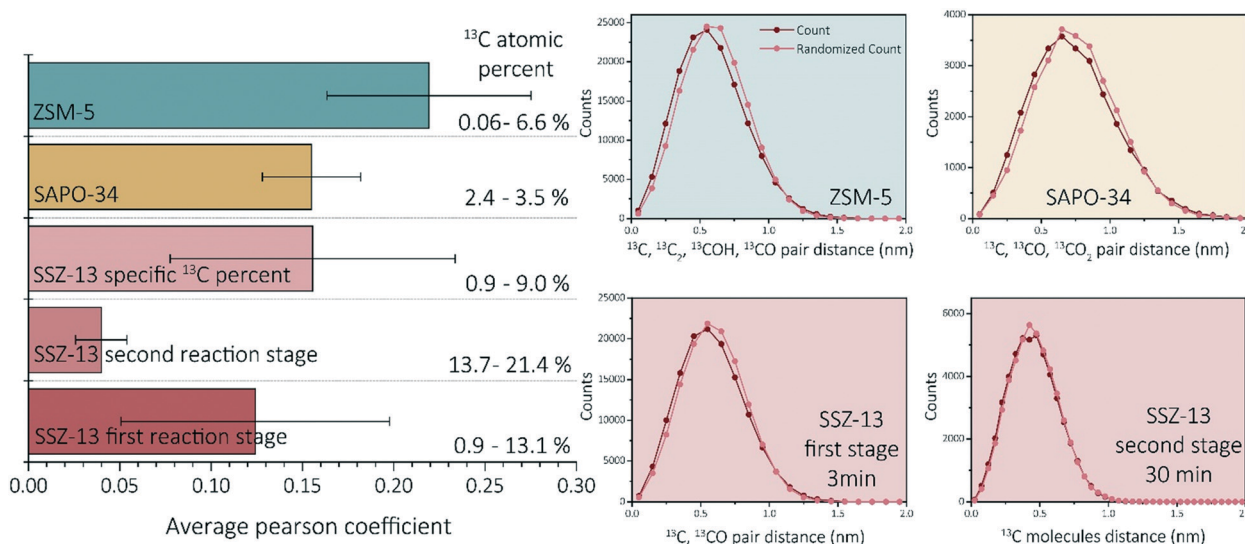 ¹³C atomic
percent
ZSM-5
0.06- 6.6 %
SAPO-34
2.4 - 3.5 %
SSZ-13 specific ¹³C percent
0.9 - 9.0 %
SSZ-13 second reaction stage
13.7- 21.4 %
SSZ-13 first reaction stage
0.9 - 13.1 %
0.00 0.05 0.10 0.15 0.20 0.25 0.30
Average pearson coefficient
25000
20000
15000
10000
5000
0
Counts
Count
Randomized Count
ZSM-5
0.0 0.5 1.0 1.5 2.0
¹³C, ¹³C₂, ¹³COH, ¹³CO pair distance (nm)
4000
3000
2000
1000
0
Counts
SAPO-34
0.0 0.5 1.0 1.5 2.0
¹³C, ¹³CO, ¹³CO₂ pair distance (nm)
25000
20000
15000
10000
5000
0
Counts
SSZ-13
first stage
3min
0.0 0.5 1.0 1.5 2.0
¹³C, ¹³CO pair distance (nm)
6000
4000
2000
0
Counts
SSZ-13
second stage
30 min
0.0 0.5 1.0 1.5 2.0
¹³C molecules distance (nm)